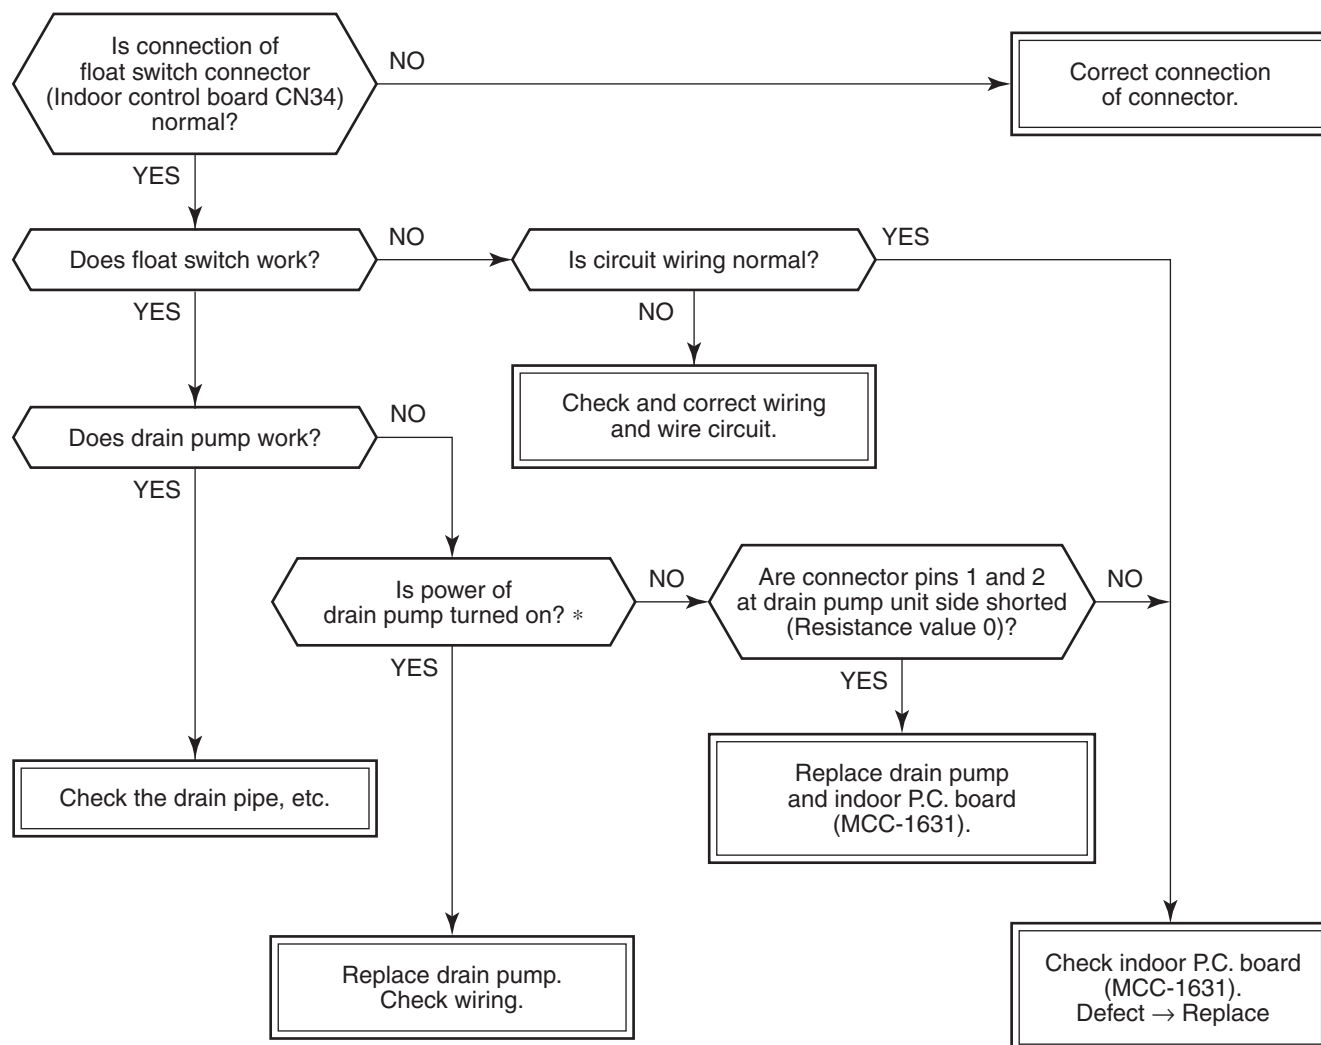 Is connection of
float switch connector
(Indoor control board CN34)
normal?
NO
Correct connection
of connector.
YES
Does float switch work?
NO
Is circuit wiring normal?
YES
YES
NO
Check and correct wiring
and wire circuit.
Does drain pump work?
NO
YES
Is power of
drain pump turned on? *
NO
Are connector pins 1 and 2
at drain pump unit side shorted
(Resistance value 0)?
NO
YES
YES
Check the drain pipe, etc.
Replace drain pump
and indoor P.C. board
(MCC-1631).
Replace drain pump.
Check wiring.
Check indoor P.C. board
(MCC-1631).
Defect → Replace